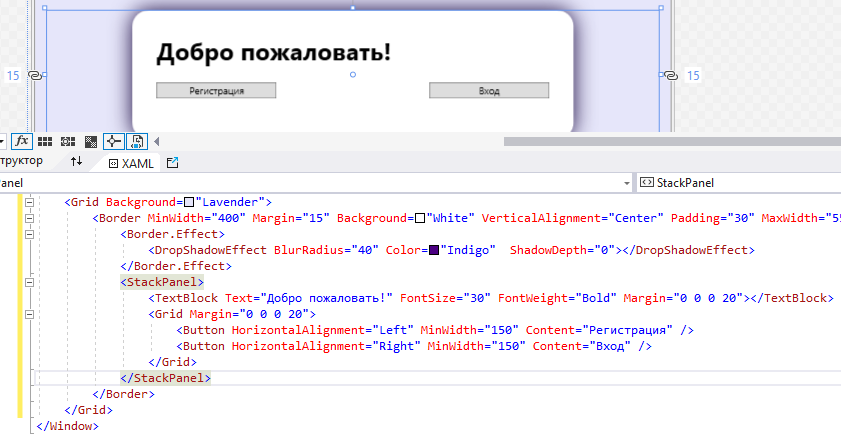 Добро пожаловать!
15
15
Регистрация Вход
fx
труктор XAML
Panel StackPanel
<Grid Background="Lavender">
<Border MinWidth="400" Margin="15" Background="White" VerticalAlignment="Center" Padding="30" MaxWidth="55
<Border.Effect>
<DropShadowEffect BlurRadius="40" Color="Indigo"  ShadowDepth="0"></DropShadowEffect>
</Border.Effect>
<StackPanel>
<TextBlock Text="Добро пожаловать!" FontSize="30" FontWeight="Bold" Margin="0 0 0 20"></TextBlock>
<Grid Margin="0 0 0 20">
<Button HorizontalAlignment="Left" MinWidth="150" Content="Регистрация" />
<Button HorizontalAlignment="Right" MinWidth="150" Content="Вход" />
</Grid>
</StackPanel>
</Border>
</Grid>
</Window>